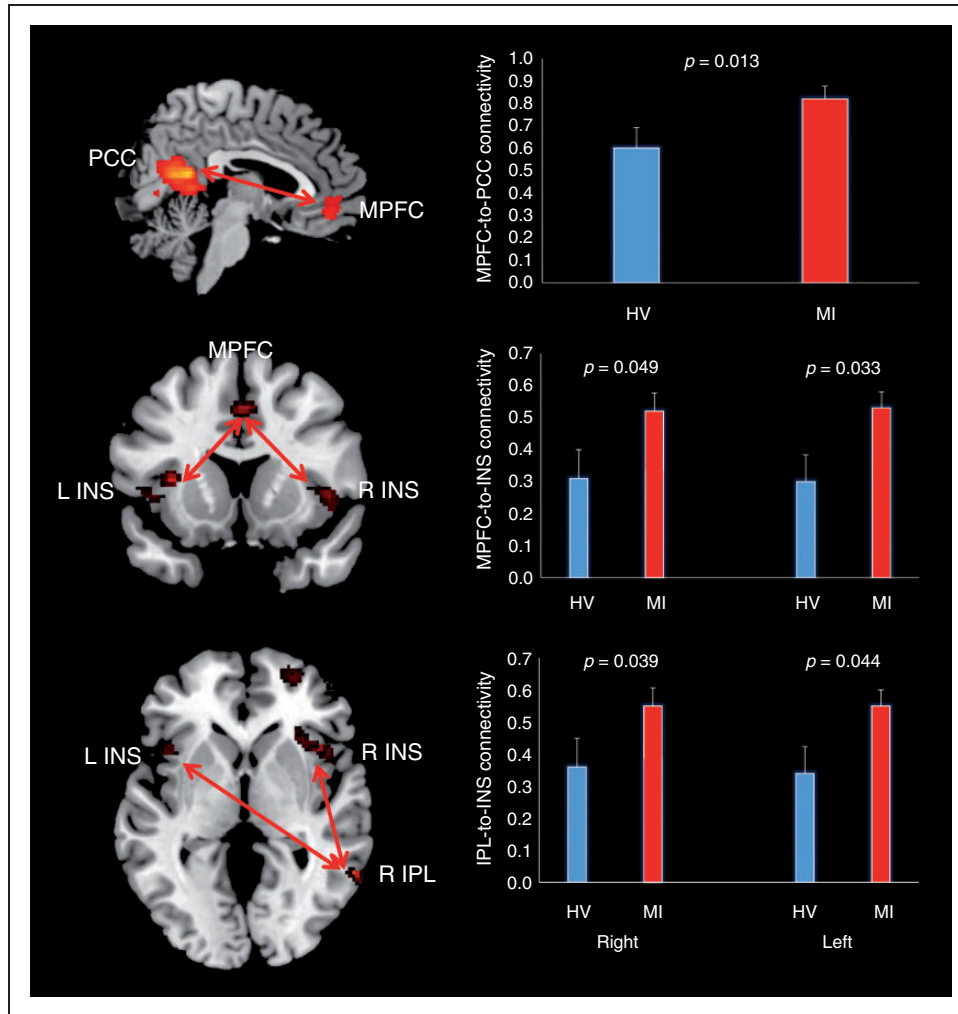 PCC
MPFC
MPFC-to-PCC connectivity
1.0
0.9
0.8
0.7
0.6
0.5
0.4
0.3
0.2
0.1
0.0
p = 0.013
HV MI
MPFC
L INS
R INS
MPFC-to-INS connectivity
0.7
0.6
0.5
0.4
0.3
0.2
0.1
0.0
p = 0.049 p = 0.033
HV MI HV MI
L INS
R INS
R IPL
IPL-to-INS connectivity
0.7
0.6
0.5
0.4
0.3
0.2
0.1
0.0
p = 0.039 p = 0.044
HV MI HV MI
Right Left